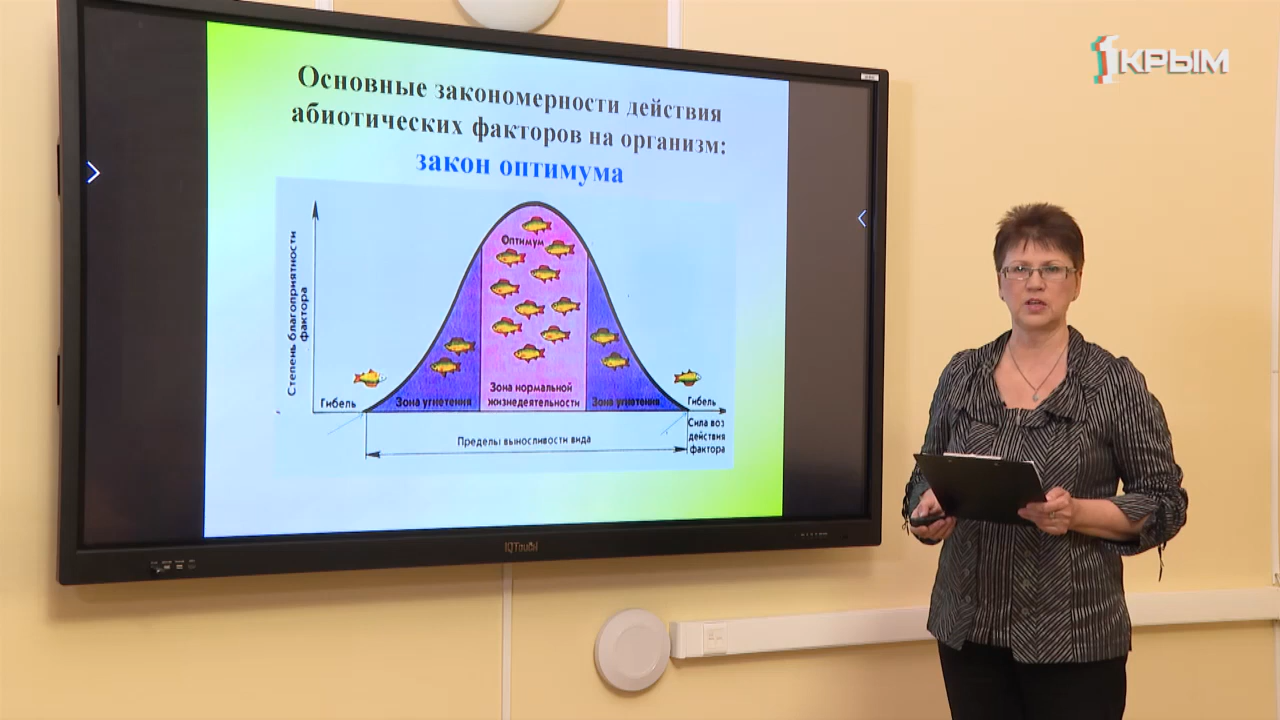 1КРЫМ
Основные закономерности действия
абиотических факторов на организм:
закон оптимума
Степень благоприятности
фактора
Оптимум
Гибель
Зона угнетения
Зона нормальной
жизнедеятельности
Зона угнетения
Гибель
Сила воз
действия
фактора
Пределы выносливости вида
IQTouch